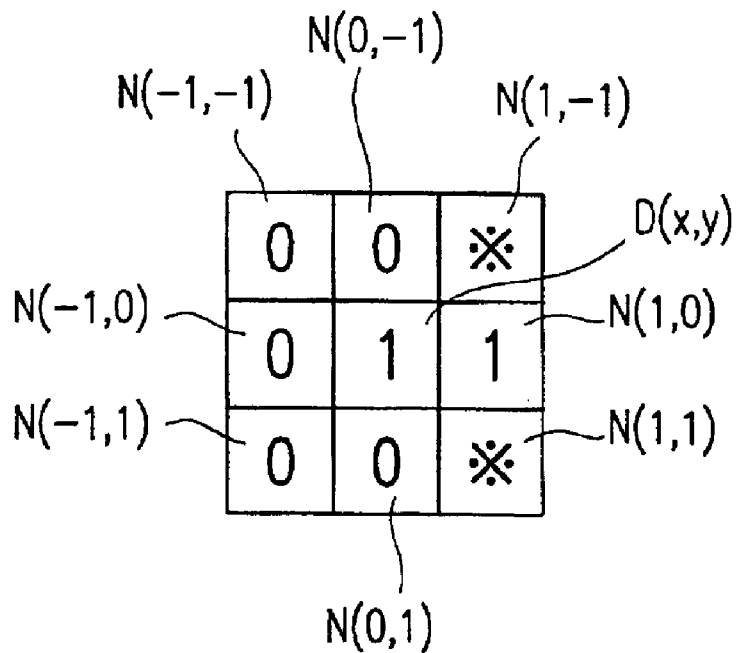 N(0,-1)
N(-1,-1)
N(1,-1)
D(x,y)
0 0 ※
N(-1,0)
N(1,0)
0 1 1
N(-1,1)
N(1,1)
0 0 ※
N(0,1)